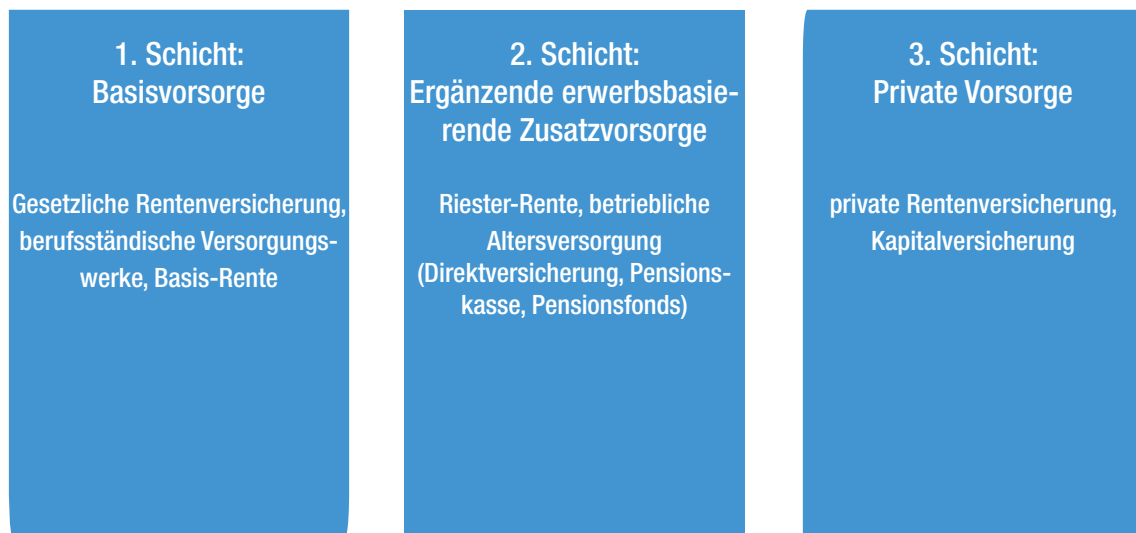 1. Schicht:
Basisvorsorge
Gesetzliche Rentenversicherung,
berufsständische Versorgungs-
werke, Basis-Rente
2. Schicht:
Ergänzende erwerbsbasie-
rende Zusatzvorsorge
Riester-Rente, betriebliche
Altersversorgung
(Direktversicherung, Pensions-
kasse, Pensionsfonds)
3. Schicht:
Private Vorsorge
private Rentenversicherung,
Kapitalversicherung